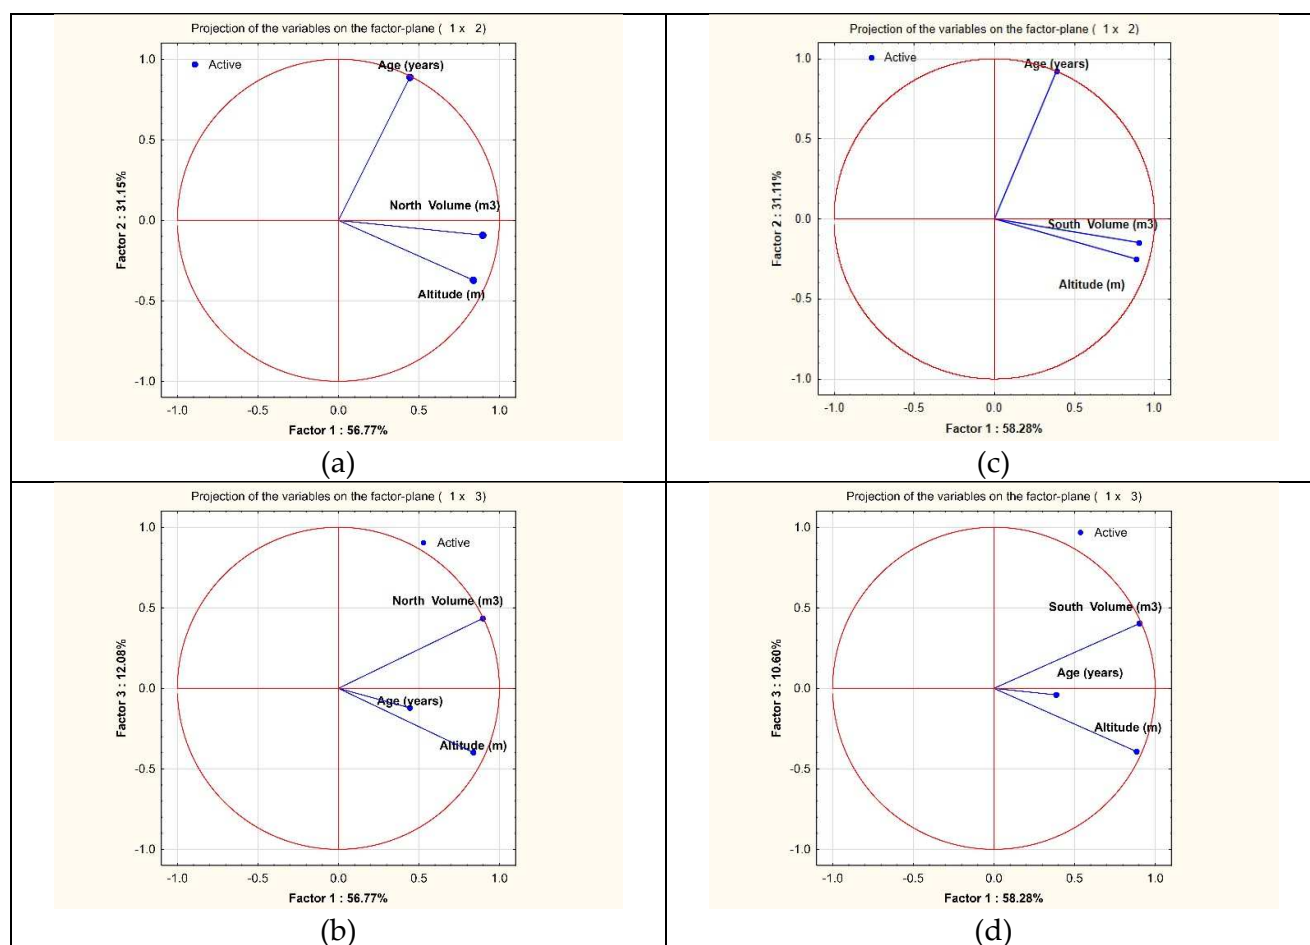 Projection of the variables on the factor-plane ( 1 x 2)
Active
Age (years)
North Volume (m3)
Altitude (m)
1.0
0.5
0.0
-0.5
-1.0
Factor 2 : 31.15%
-1.0 -0.5 0.0 0.5 1.0
Factor 1 : 56.77%
(a)
Projection of the variables on the factor-plane ( 1 x 2)
Active
Age (years)
South Volume (m3)
Altitude (m)
1.0
0.5
0.0
-0.5
-1.0
Factor 2 : 31.11%
-1.0 -0.5 0.0 0.5 1.0
Factor 1 : 58.28%
(c)
Projection of the variables on the factor-plane ( 1 x 3)
Active
North Volume (m3)
Age (years)
Altitude (m)
1.0
0.5
0.0
-0.5
-1.0
Factor 3 : 12.08%
-1.0 -0.5 0.0 0.5 1.0
Factor 1 : 56.77%
(b)
Projection of the variables on the factor-plane ( 1 x 3)
Active
South Volume (m3)
Age (years)
Altitude (m)
1.0
0.5
0.0
-0.5
-1.0
Factor 3 : 10.60%
-1.0 -0.5 0.0 0.5 1.0
Factor 1 : 58.28%
(d)